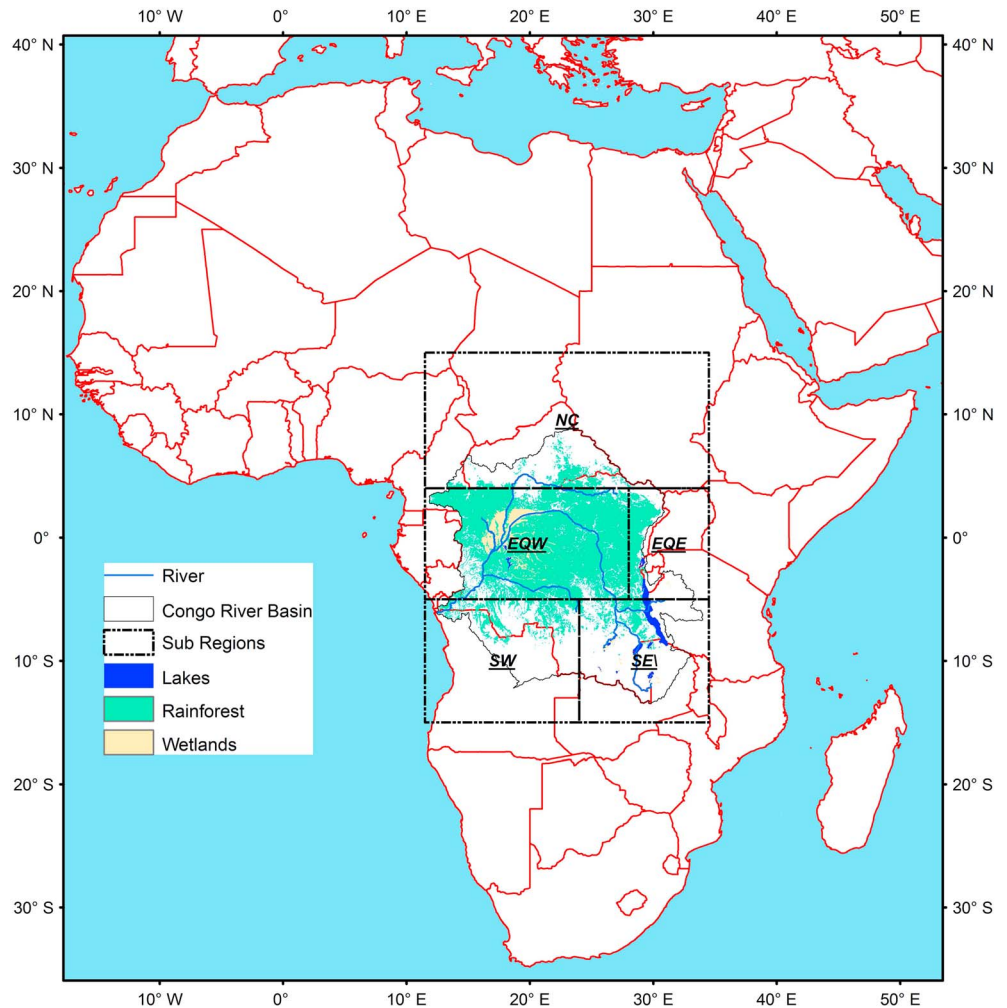 10° W 0° 10° E 20° E 30° E 40° E 50° E
40° N 40° N
30° N 30° N
20° N 20° N
10° N 10° N
NC
0° 0°
EQW EQE
River
Congo River Basin
Sub Regions
10° S SW SE 10° S
Lakes
Rainforest
Wetlands
20° S 20° S
30° S 30° S
10° W 0° 10° E 20° E 30° E 40° E 50° E